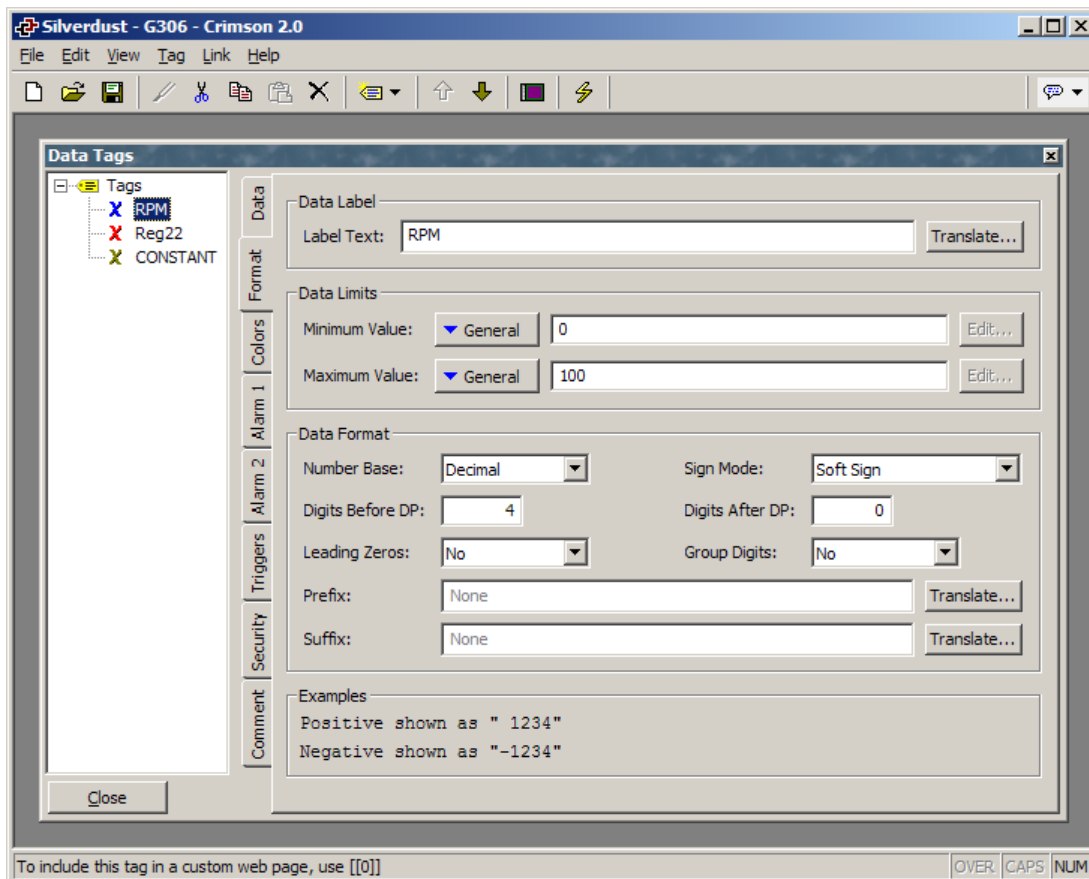 Silverdust - G306 - Crimson 2.0
File Edit View Tag Link Help
Data Tags
Tags
RPM
Reg22
CONSTANT
Data
Format
Colors
Alarm 1
Alarm 2
Triggers
Security
Comment
Data Label
Label Text: RPM Translate...
Data Limits
Minimum Value: General 0 Edit...
Maximum Value: General 100 Edit...
Data Format
Number Base: Decimal Sign Mode: Soft Sign
Digits Before DP: 4 Digits After DP: 0
Leading Zeros: No Group Digits: No
Prefix: None Translate...
Suffix: None Translate...
Examples
Positive shown as " 1234"
Negative shown as "-1234"
Close
To include this tag in a custom web page, use [[0]] OVER CAPS NUM